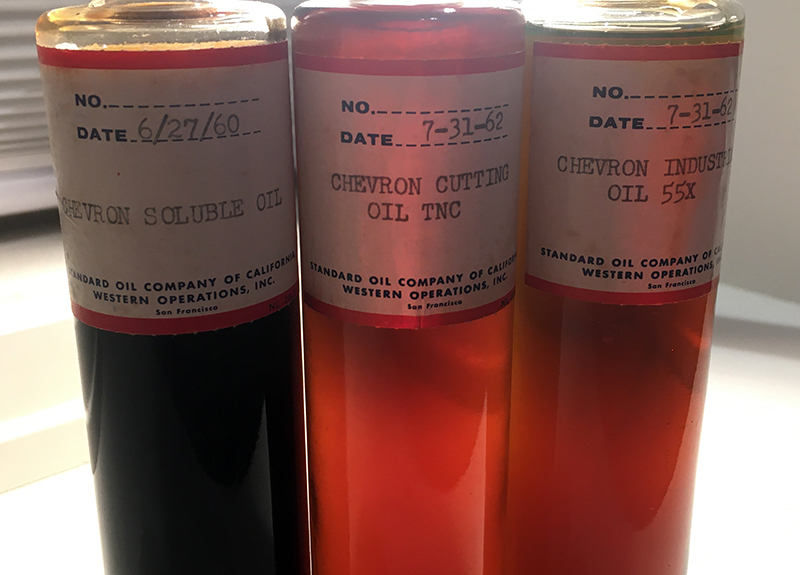 NO.
DATE 6/27/60
CHEVRON SOLUBLE OIL
STANDARD OIL COMPANY OF CALIFORNIA
WESTERN OPERATIONS, INC.
San Francisco
NO.
DATE 7-31-62
CHEVRON CUTTING
OIL TNC
STANDARD OIL COMPANY OF CALIFORNIA
WESTERN OPERATIONS, INC.
San Francisco
NO.
DATE 7-31-62
CHEVRON INDUSTRI
OIL 55X
STANDARD OIL COMPANY OF CA
WESTERN OPERATIONS, INC.
San Francisco